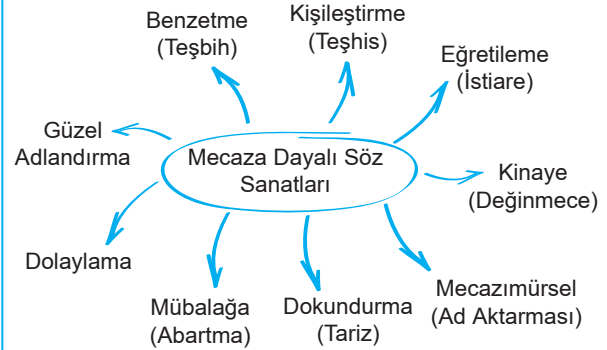 Benzetme
(Teşbih)
Kişileştirme
(Teşhis)
Eğretileme
(İstiare)
Güzel
Adlandırma
Mecaza Dayalı Söz
Sanatları
Kinaye
(Değinmece)
Dolaylama
Mübalağa
(Abartma)
Dokundurma
(Tariz)
Mecazımürsel
(Ad Aktarması)